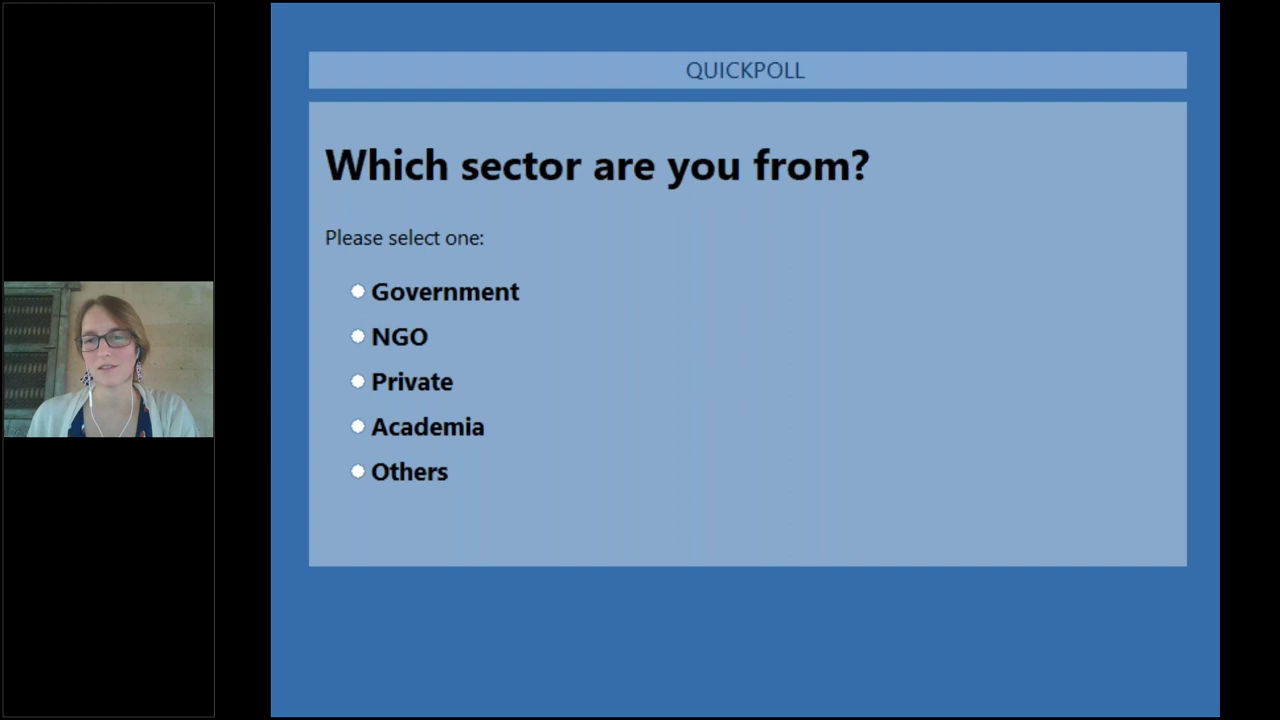 QUICKPOLL
Which sector are you from?
Please select one:
Government
NGO
Private
Academia
Others